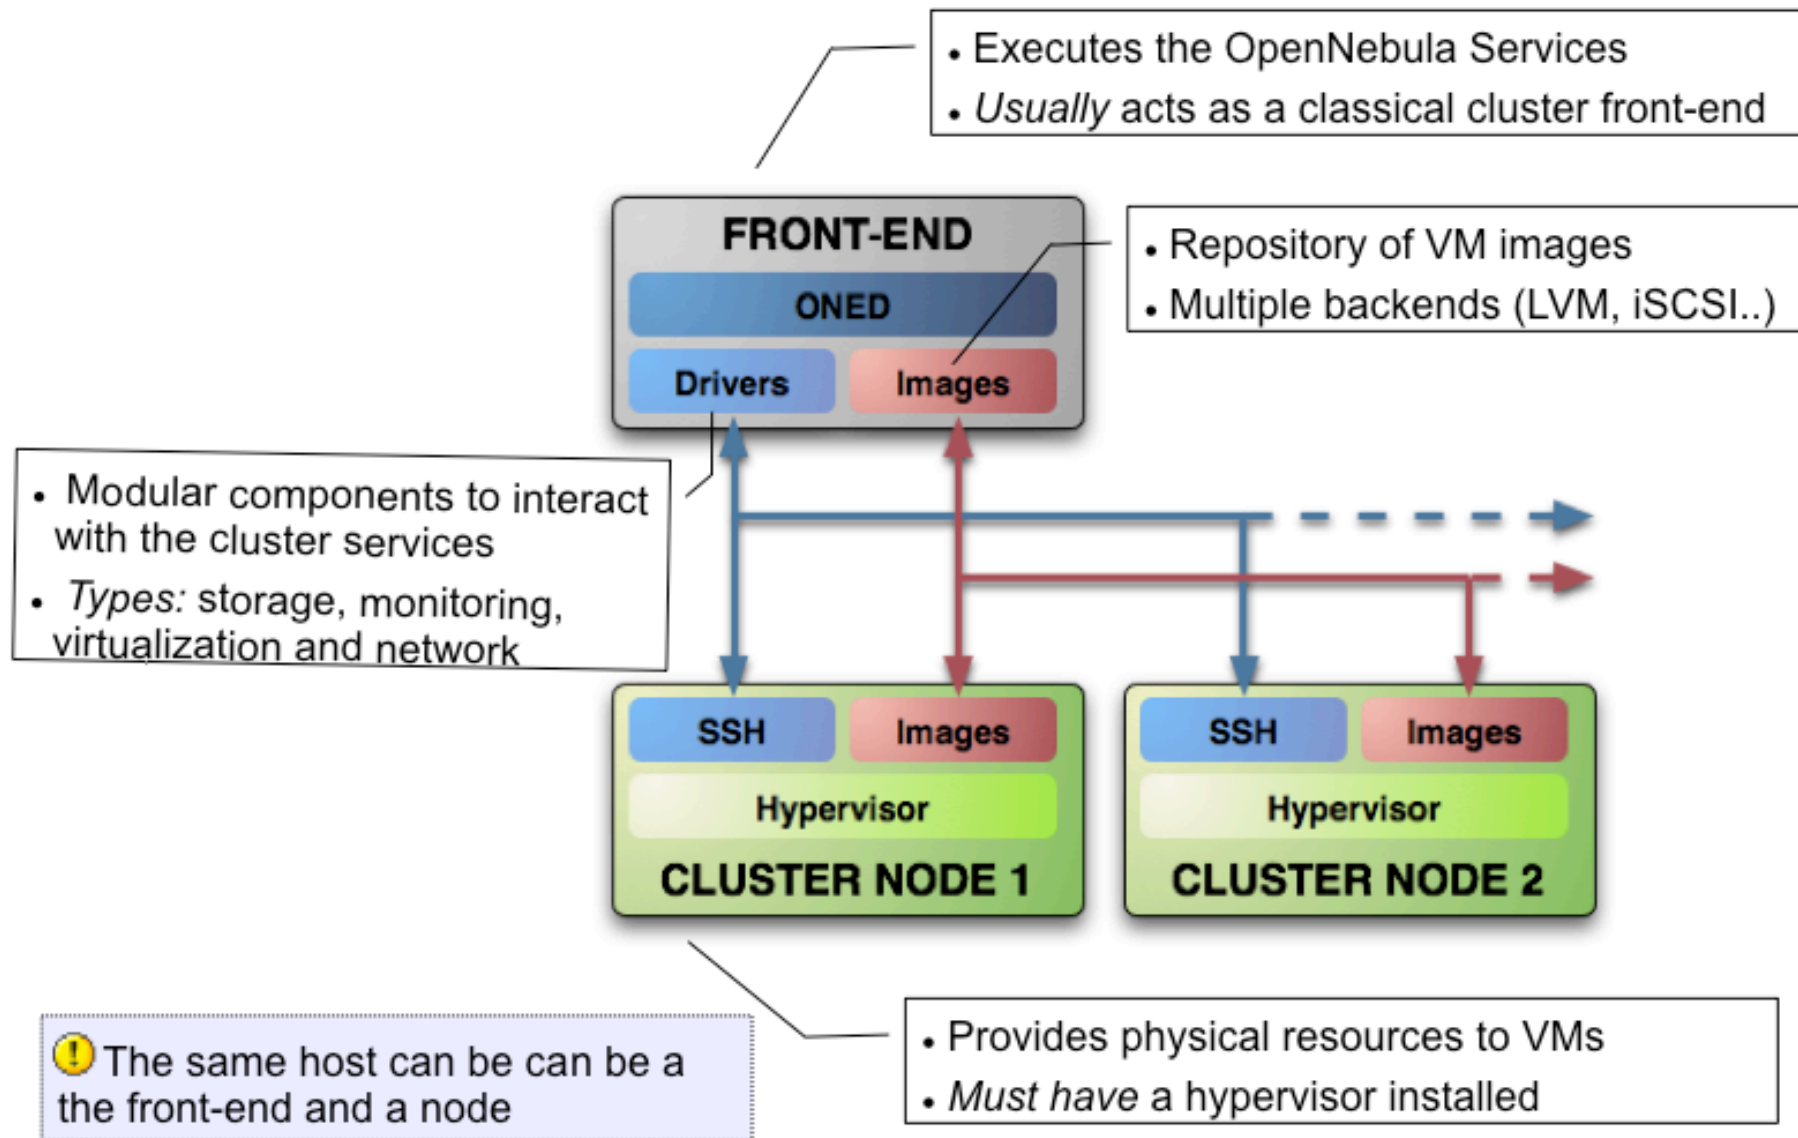 • Executes the OpenNebula Services
• Usually acts as a classical cluster front-end
FRONT-END
ONED
Drivers
Images
• Repository of VM images
• Multiple backends (LVM, iSCSI..)
• Modular components to interact
with the cluster services
• Types: storage, monitoring,
virtualization and network
SSH
Images
Hypervisor
CLUSTER NODE 1
SSH
Images
Hypervisor
CLUSTER NODE 2
! The same host can be can be a
the front-end and a node
• Provides physical resources to VMs
• Must have a hypervisor installed